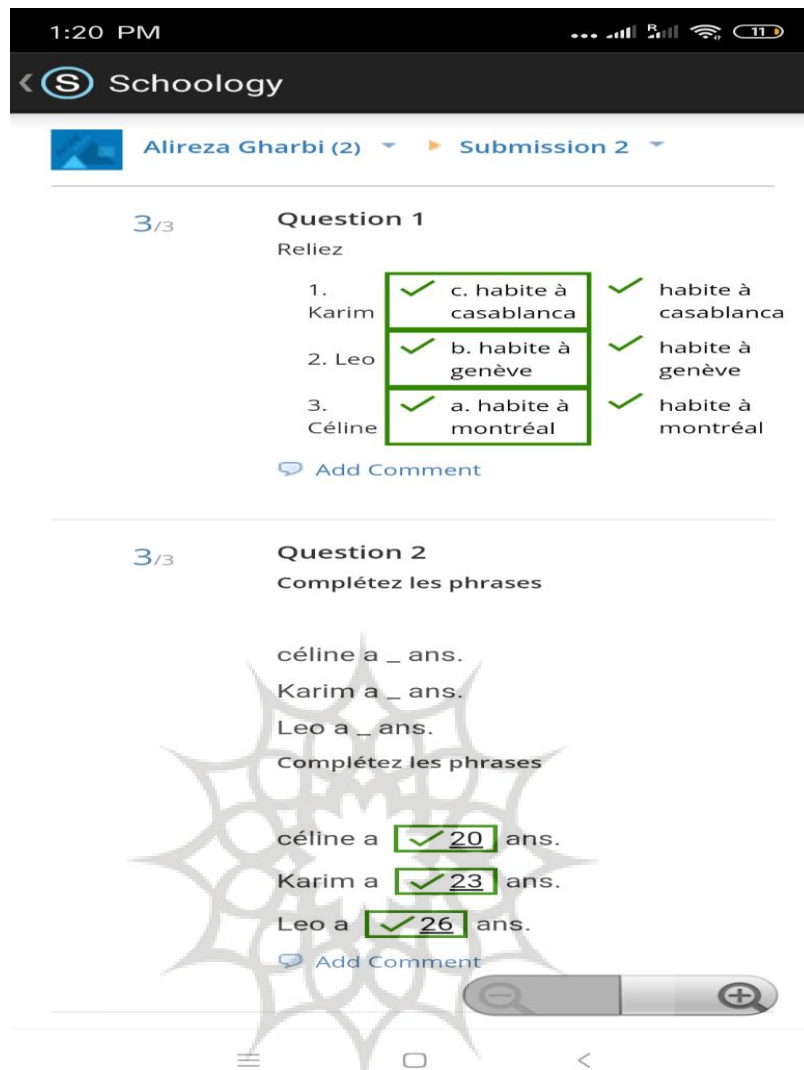 1:20 PM
R
11
S Schoology
Alireza Gharbi (2) Submission 2
3/3
Question 1
Reliez
1. Karim
c. habite à casablanca
habite à casablanca
2. Leo
b. habite à genève
habite à genève
3. Céline
a. habite à montréal
habite à montréal
Add Comment
3/3
Question 2
Complétez les phrases
céline a _ ans.
Karim a _ ans.
Leo a _ ans.
Complétez les phrases
céline a 20 ans.
Karim a 23 ans.
Leo a 26 ans.
Add Comment